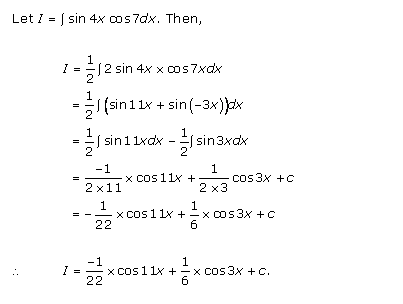 Let I = ∫ sin 4x cos7dx. Then,
I = 1/2 ∫ 2 sin 4x × cos7xdx
= 1/2 ∫ (sin11x + sin(−3x))dx
= 1/2 ∫ sin11xdx − 1/2 ∫ sin3xdx
= −1/(2×11) × cos11x + 1/(2×3) cos3x + c
= − 1/22 × cos11x + 1/6 × cos3x + c
∴ I = −1/22 × cos11x + 1/6 × cos3x + c.